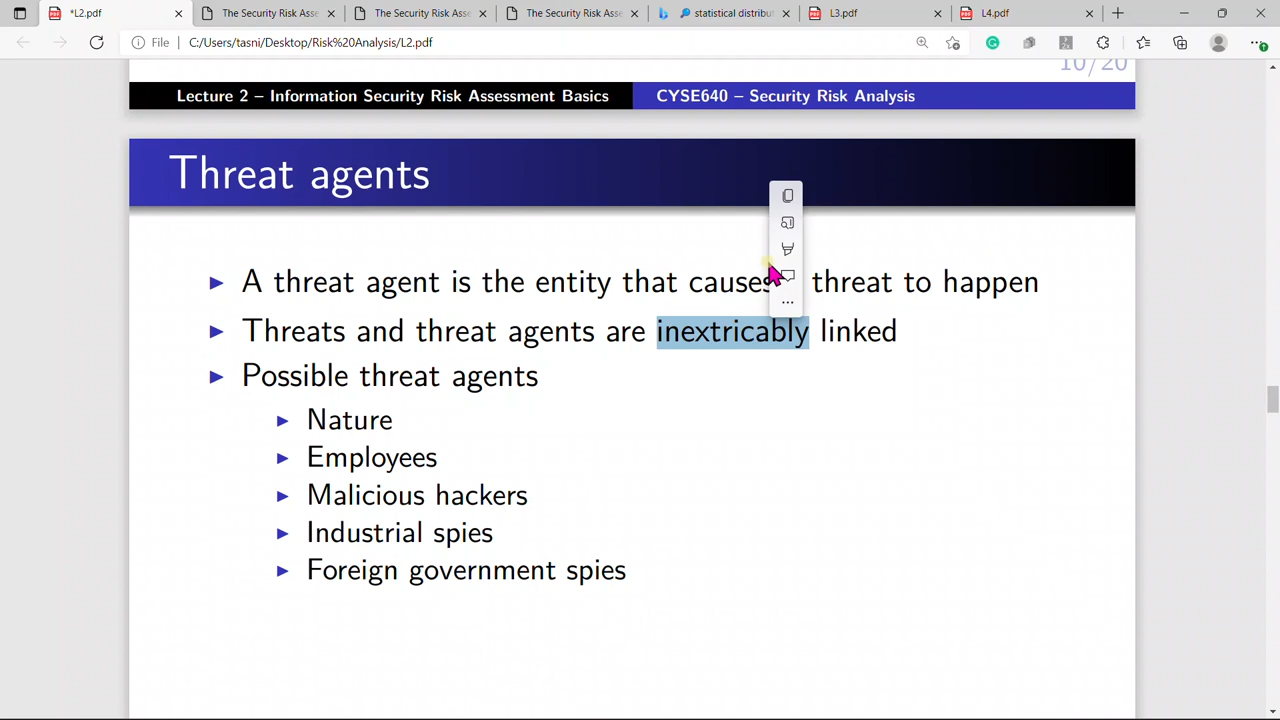 *L2.pdf
The Security Risk Asse
The Security Risk Asse
The Security Risk Asse
statistical distribut
L3.pdf
L4.pdf
File
C:/Users/tasni/Desktop/Risk%20Analysis/L2.pdf
10/20
Lecture 2 – Information Security Risk Assessment Basics
CYSE640 – Security Risk Analysis
Threat agents
A threat agent is the entity that causes threat to happen
Threats and threat agents are inextricably linked
Possible threat agents
Nature
Employees
Malicious hackers
Industrial spies
Foreign government spies